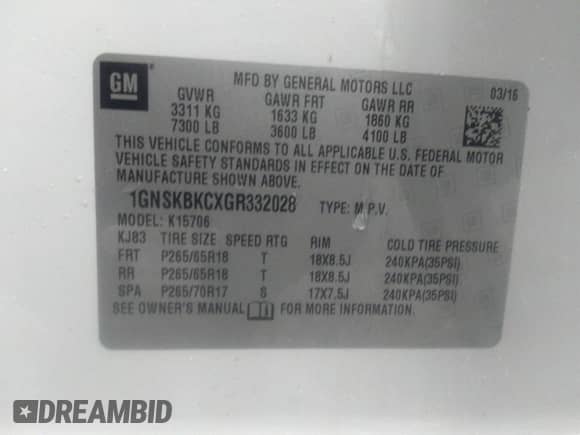 GM
MFD BY GENERAL MOTORS LLC
03/16
GVWR GAWR FRT GAWR RR
3311 KG 1633 KG 1860 KG
7300 LB 3600 LB 4100 LB
THIS VEHICLE CONFORMS TO ALL APPLICABLE U.S. FEDERAL MOTOR
VEHICLE SAFETY STANDARDS IN EFFECT ON THE DATE OF
MANUFACTURE SHOWN ABOVE.
1GNSKBKCXGR332028 TYPE: M.P.V.
MODEL: K15706
KJ83 TIRE SIZE SPEED RTG RIM COLD TIRE PRESSURE
FRT P265/65R18 T 18X8.5J 240KPA(35PSI)
RR P265/65R18 T 18X8.5J 240KPA(35PSI)
SPA P265/70R17 S 17X7.5J 240KPA(35PSI)
SEE OWNER'S MANUAL FOR MORE INFORMATION.
DREAMBID